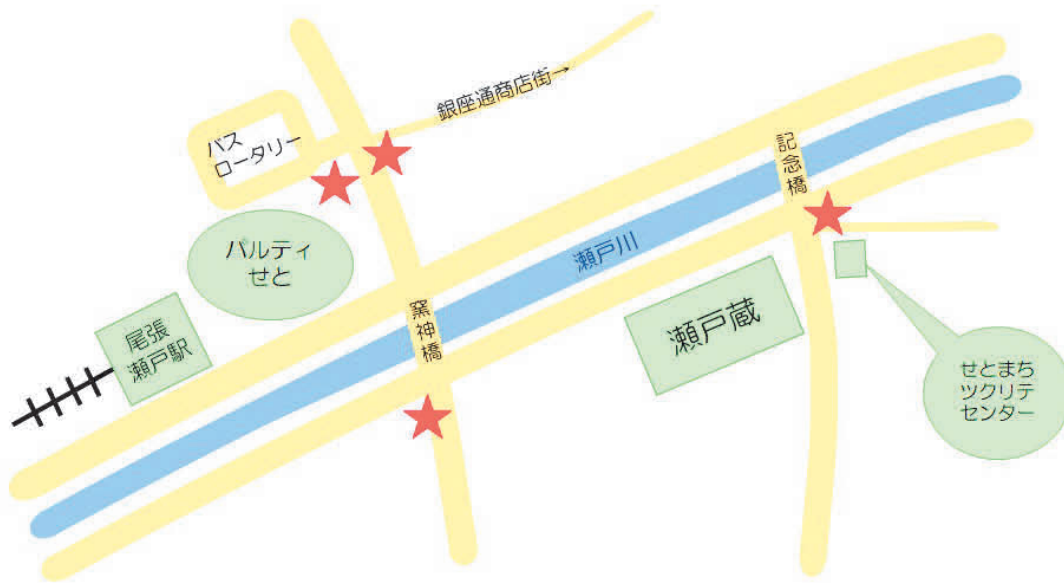 銀座通商店街→
バス
ロータリー
記念橋
パルティ
せと
瀬戸川
窯神橋
瀬戸蔵
尾張
瀬戸駅
せとまち
ツクリテ
センター